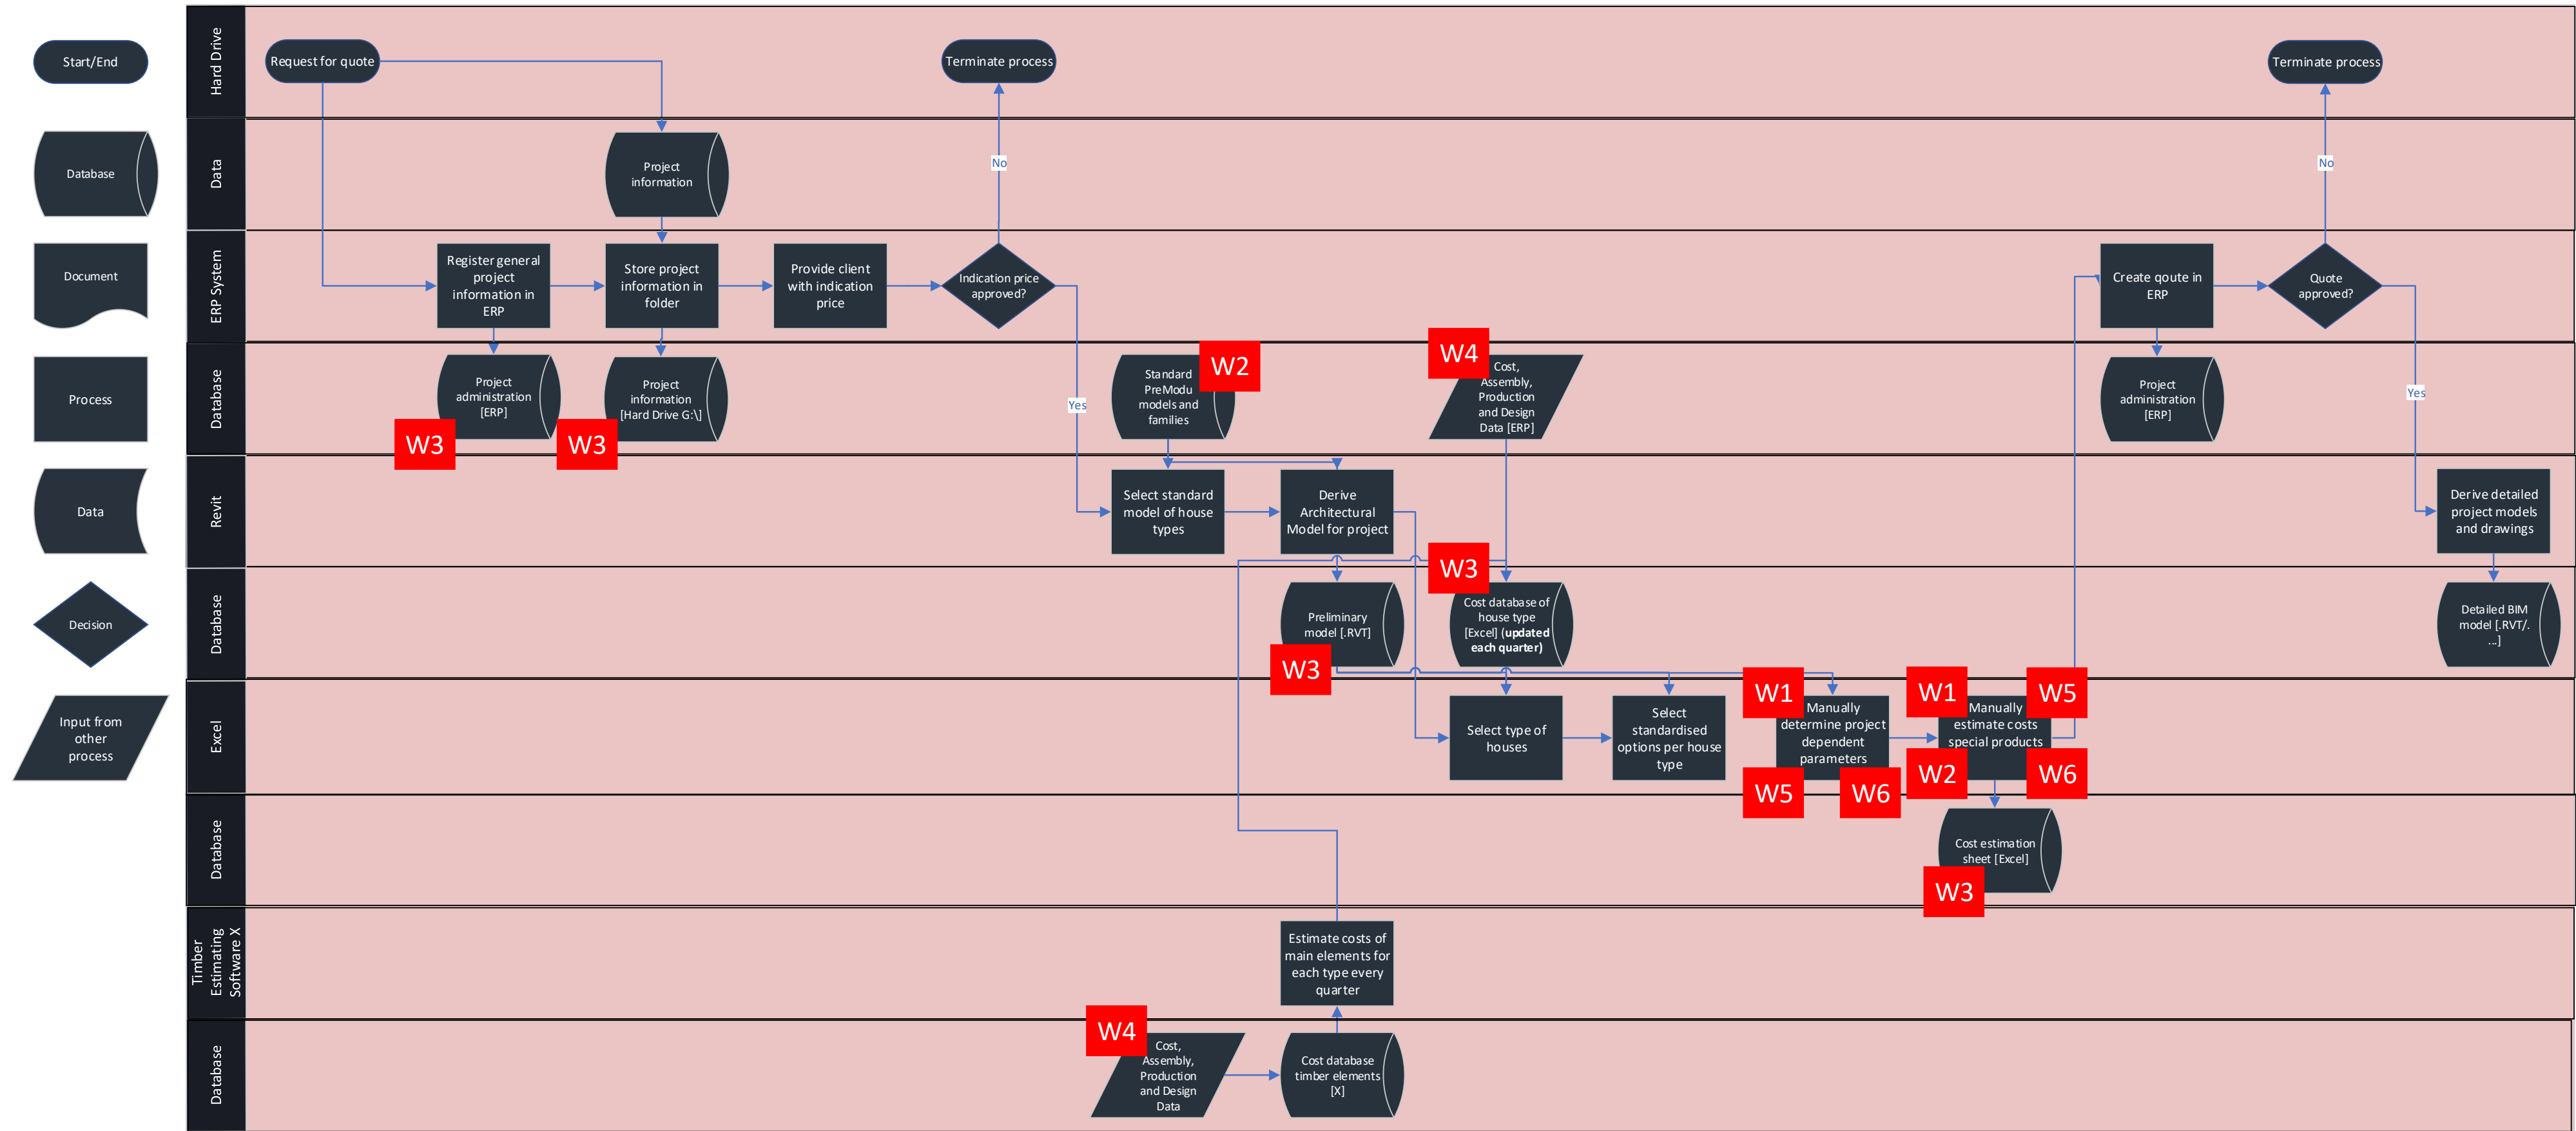 Start/End
Database
Document
Process
Data
Decision
Input from
other
process
Hard Drive
Request for quote
Terminate process
Terminate process
Data
Project
information
No
No
ERP System
Register general
project
information in
ERP
Store project
information in
folder
Provide client
with indication
price
Indication price
approved?
Create qoute in
ERP
Quote
approved?
Database
Project
administration
[ERP]
W3
Project
information
[Hard Drive G:\]
W3
Yes
Standard
PreModu
models and
families
W2
W4
Cost,
Assembly,
Production
and Design
Data [ERP]
Project
administration
[ERP]
Yes
Revit
Select standard
model of house
types
Derive
Architectural
Model for project
Derive detailed
project models
and drawings
Database
Preliminary
model [.RVT]
W3
W3
Cost database of
house type
[Excel] (updated
each quarter)
Detailed BIM
model [.RVT/.
...]
Excel
Select type of
houses
Select
standardised
options per house
type
W1
Manually
determine project
dependent
parameters
W5
W6
W1
W5
Manually
estimate costs
special products
W2
W6
Database
Cost estimation
sheet [Excel]
W3
Timber
Estimating
Software X
Estimate costs of
main elements for
each type every
quarter
Database
W4
Cost,
Assembly,
Production
and Design
Data
Cost database
timber elements
[X]